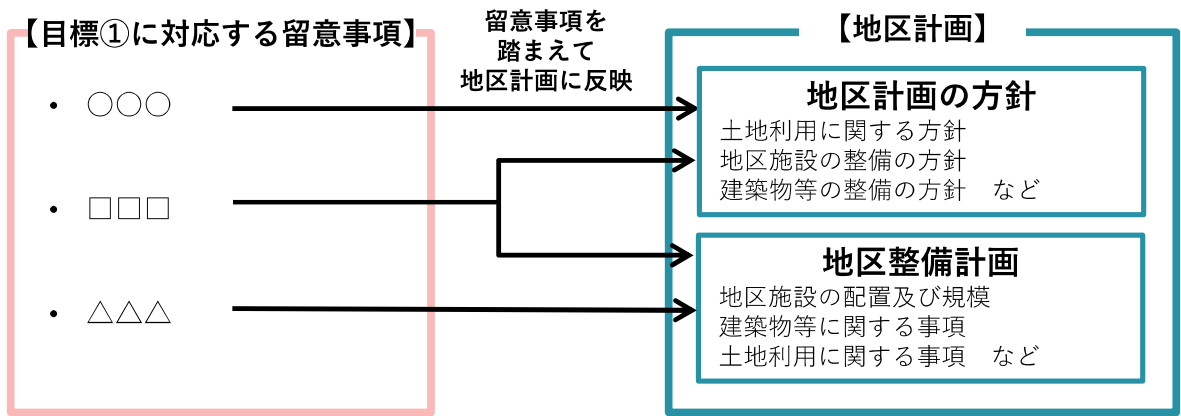 【目標①に対応する留意事項】
• 〇〇〇
• □□□
• △△△
留意事項を
踏まえて
地区計画に反映
【地区計画】
地区計画の方針
土地利用に関する方針
地区施設の整備の方針
建築物等の整備の方針　など
地区整備計画
地区施設の配置及び規模
建築物等に関する事項
土地利用に関する事項　など